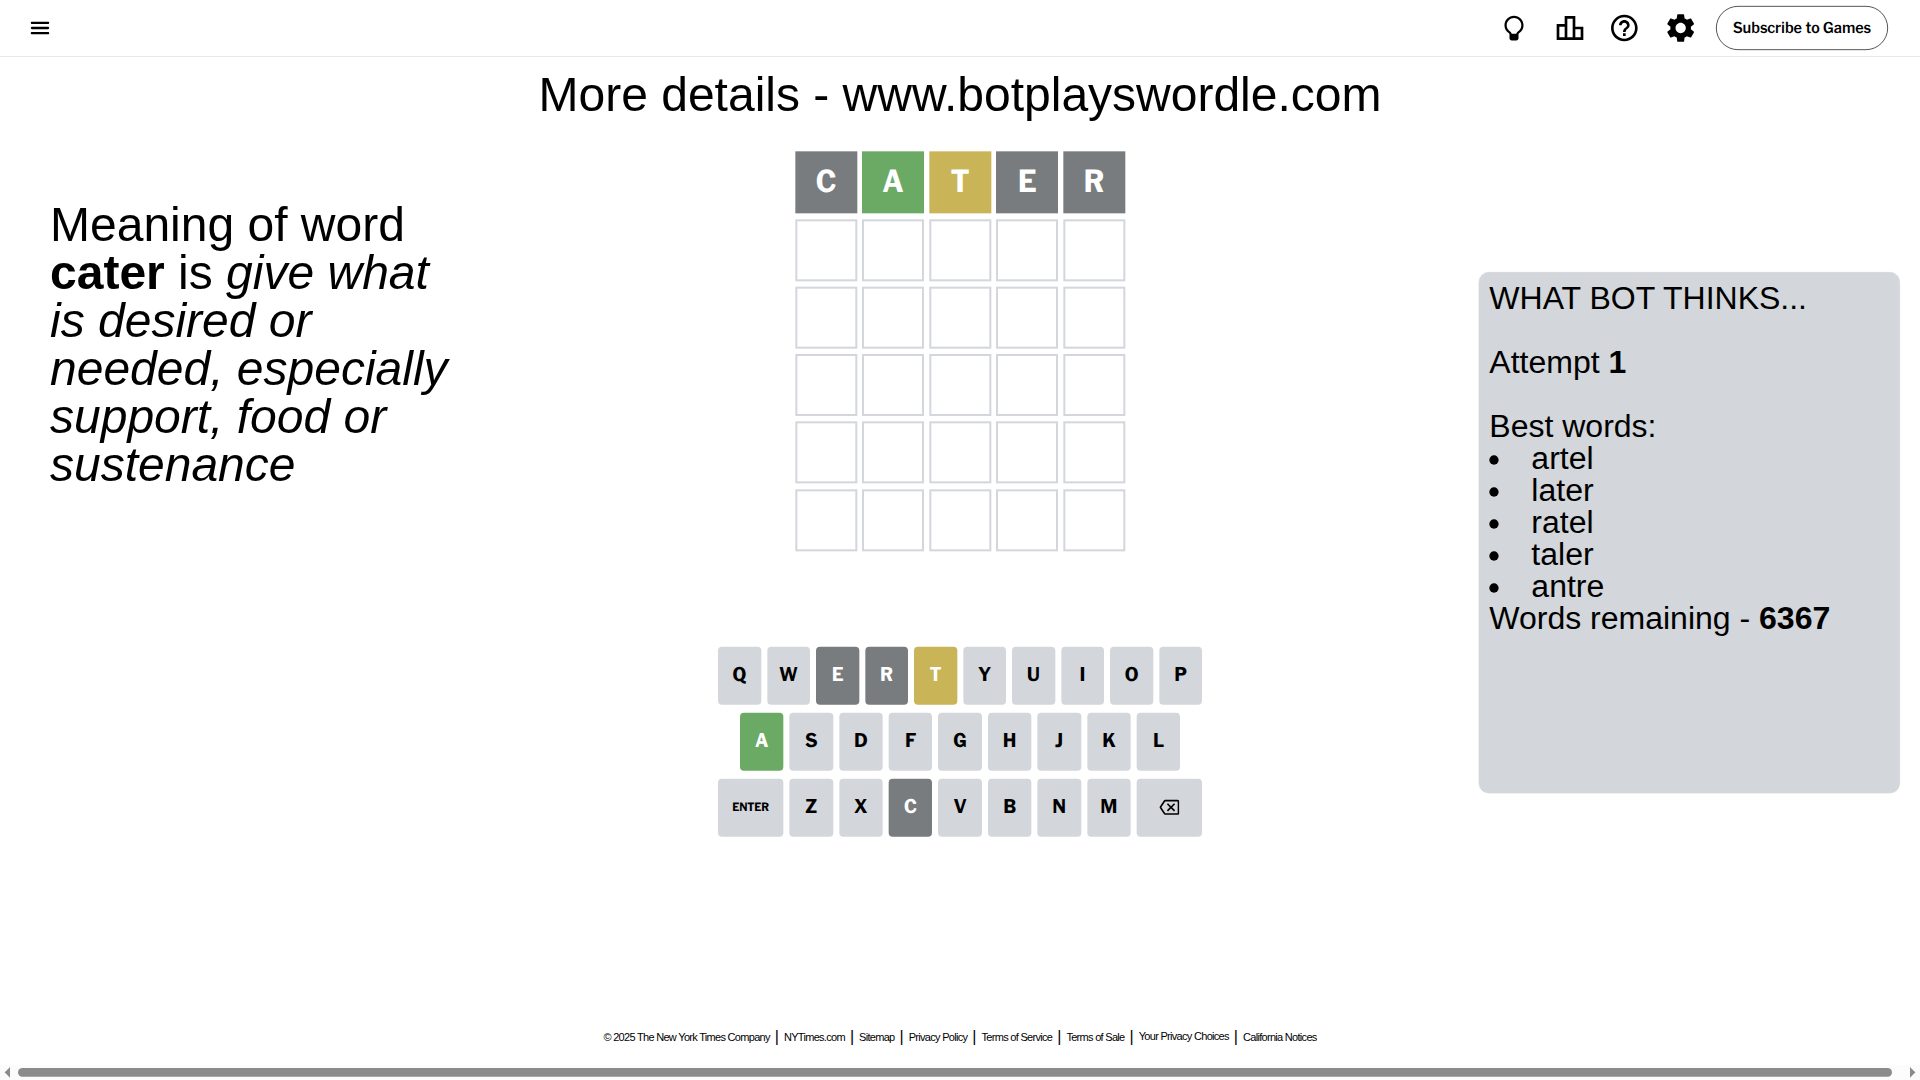 Subscribe to Games
More details - www.botplayswordle.com
C A T E R
Meaning of word
cater is give what
is desired or
needed, especially
support, food or
sustenance
WHAT BOT THINKS...
Attempt 1
Best words:
• artel
• later
• ratel
• taler
• antre
Words remaining - 6367
Q W E R T Y U I O P
A S D F G H J K L
ENTER Z X C V B N M
© 2025 The New York Times Company | NYTimes.com | Sitemap | Privacy Policy | Terms of Service | Terms of Sale | Your Privacy Choices | California Notices